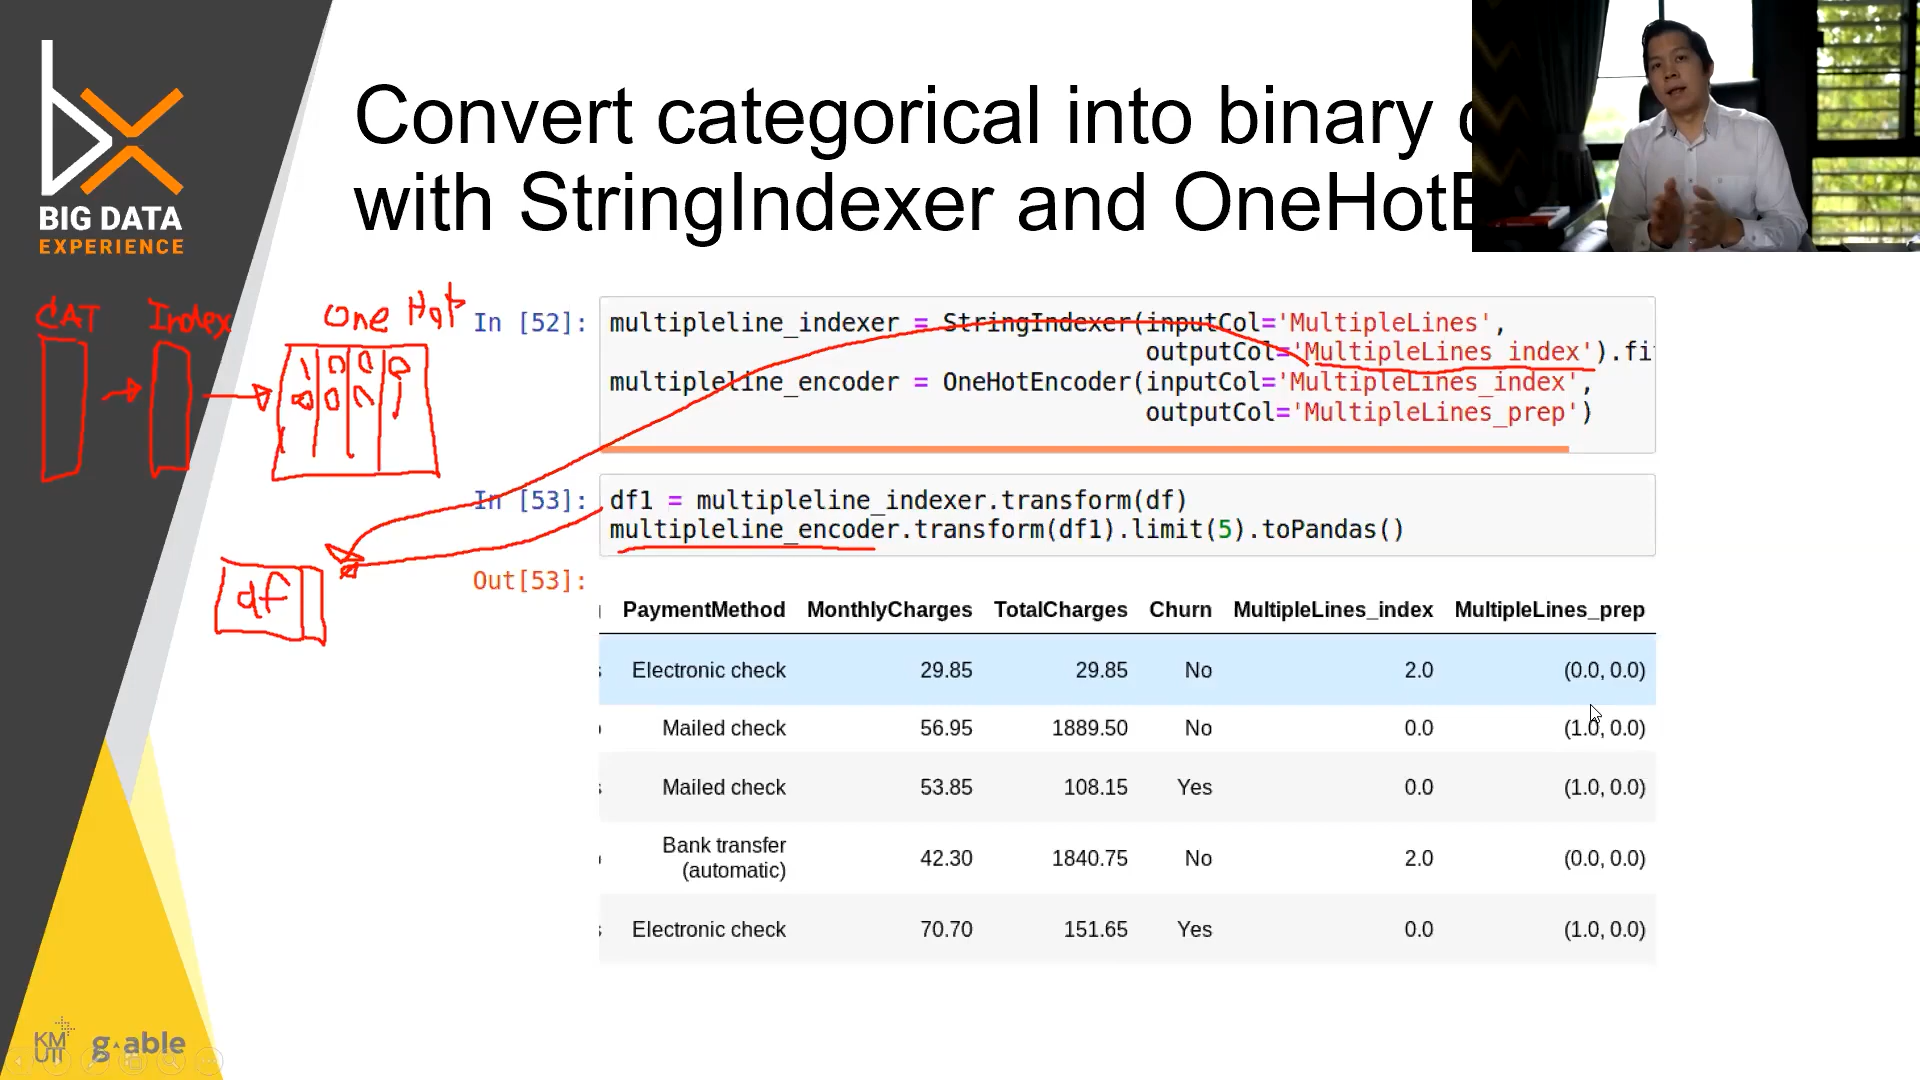 BIG DATA
EXPERIENCE
Convert categorical into binary
with StringIndexer and
CAT
Index
One Hot
In [52]:
multipleline_indexer = StringIndexer(inputCol='MultipleLines',
outputCol='MultipleLines_index').fi
multipleline_encoder = OneHotEncoder(inputCol='MultipleLines_index',
outputCol='MultipleLines_prep')
In [53]:
df1 = multipleline_indexer.transform(df)
multipleline_encoder.transform(df1).limit(5).toPandas()
df
Out[53]:
PaymentMethod MonthlyCharges TotalCharges Churn MultipleLines_index MultipleLines_prep
Electronic check 29.85 29.85 No 2.0 (0.0, 0.0)
Mailed check 56.95 1889.50 No 0.0 (1.0, 0.0)
Mailed check 53.85 108.15 Yes 0.0 (1.0, 0.0)
Bank transfer
(automatic) 42.30 1840.75 No 2.0 (0.0, 0.0)
Electronic check 70.70 151.65 Yes 0.0 (1.0, 0.0)
KM
UTT
g·able